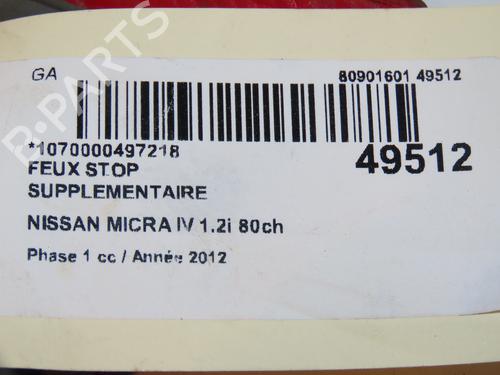 GA 80901601 49512
*1070000497218 49512
FEUX STOP
SUPPLEMENTAIRE
NISSAN MICRA IV 1.2i 80ch
Phase 1 cc / Année 2012
B-PARTS